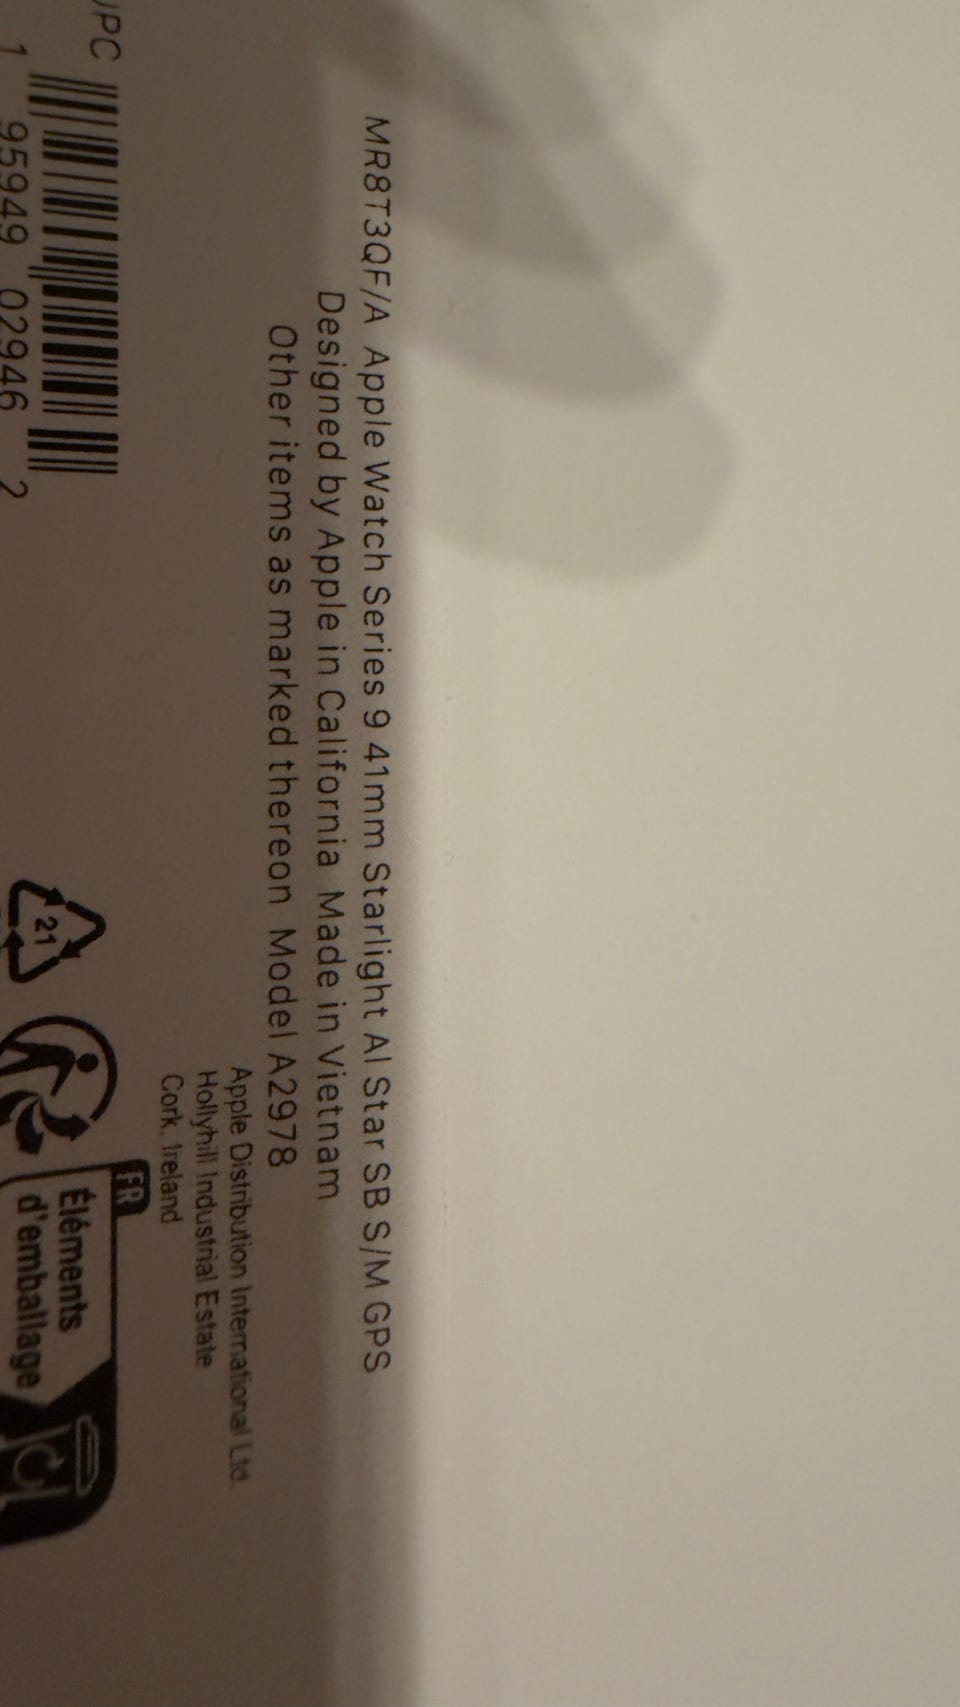 MR8T3QF/A Apple Watch Series 9 41mm Starlight Al Star SB S/M GPS
Designed by Apple in California Made in Vietnam
Other items as marked thereon Model A2978
Apple Distribution International Ltd.
Hollyhill Industrial Estate
Cork, Ireland
UPC
1 95949 02946 2
21
FR
Éléments
d'emballage